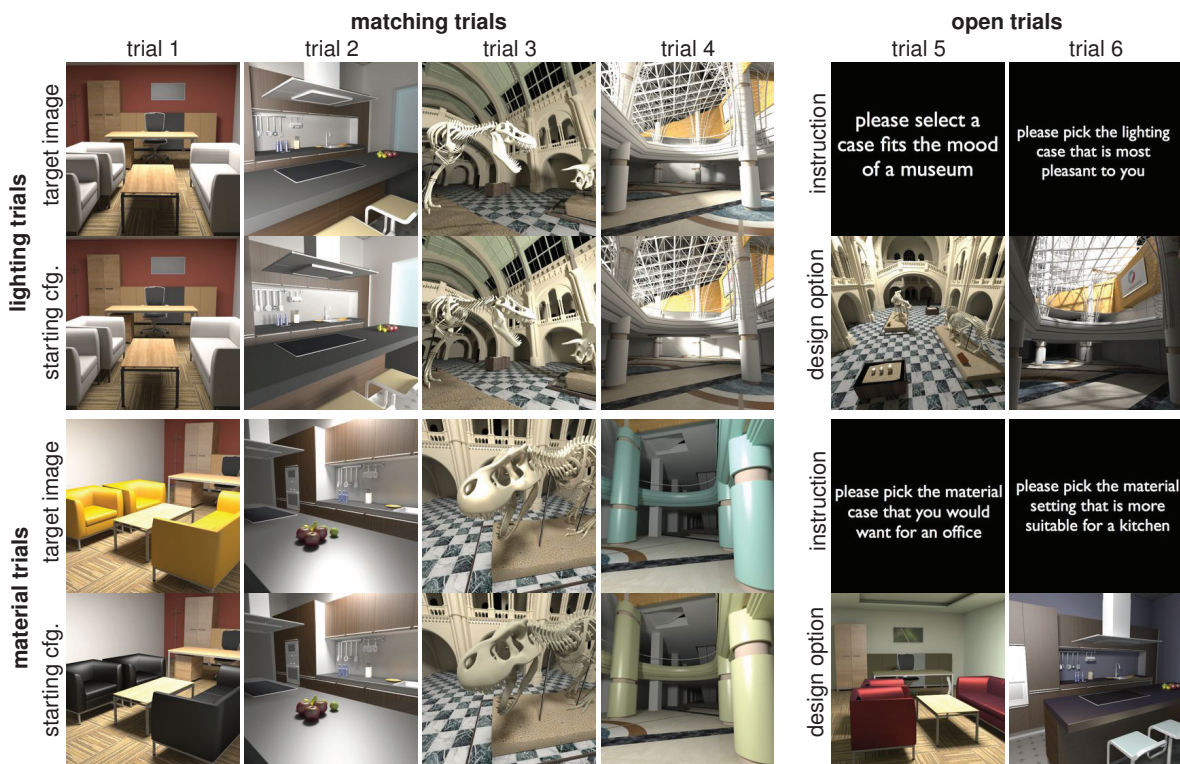 matching trials
open trials
trial 1
trial 2
trial 3
trial 4
trial 5
trial 6
lighting trials
target image
starting cfg.
instruction
please select a
case fits the mood
of a museum
please pick the lighting
case that is most
pleasant to you
design option
material trials
target image
starting cfg.
instruction
please pick the material
case that you would
want for an office
please pick the material
setting that is more
suitable for a kitchen
design option